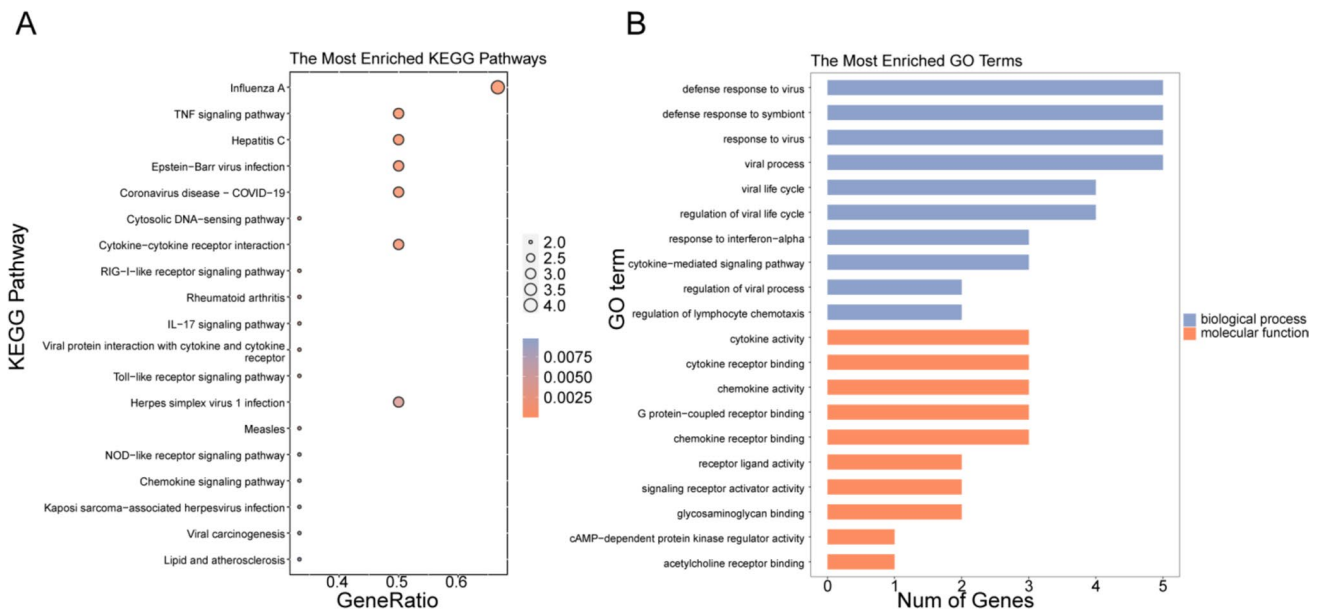 A
The Most Enriched KEGG Pathways
KEGG Pathway
Influenza A
TNF signaling pathway
Hepatitis C
Epstein−Barr virus infection
Coronavirus disease − COVID−19
Cytosolic DNA−sensing pathway
Cytokine−cytokine receptor interaction
RIG−I−like receptor signaling pathway
Rheumatoid arthritis
IL−17 signaling pathway
Viral protein interaction with cytokine and cytokine
receptor
Toll−like receptor signaling pathway
Herpes simplex virus 1 infection
Measles
NOD−like receptor signaling pathway
Chemokine signaling pathway
Kaposi sarcoma−associated herpesvirus infection
Viral carcinogenesis
Lipid and atherosclerosis
0.4 0.5 0.6
GeneRatio
2.0
2.5
3.0
3.5
4.0
0.0075
0.0050
0.0025
B
The Most Enriched GO Terms
GO term
defense response to virus
defense response to symbiont
response to virus
viral process
viral life cycle
regulation of viral life cycle
response to interferon−alpha
cytokine−mediated signaling pathway
regulation of viral process
regulation of lymphocyte chemotaxis
cytokine activity
cytokine receptor binding
chemokine activity
G protein−coupled receptor binding
chemokine receptor binding
receptor ligand activity
signaling receptor activator activity
glycosaminoglycan binding
cAMP−dependent protein kinase regulator activity
acetylcholine receptor binding
0 1 2 3 4 5
Num of Genes
biological process
molecular function